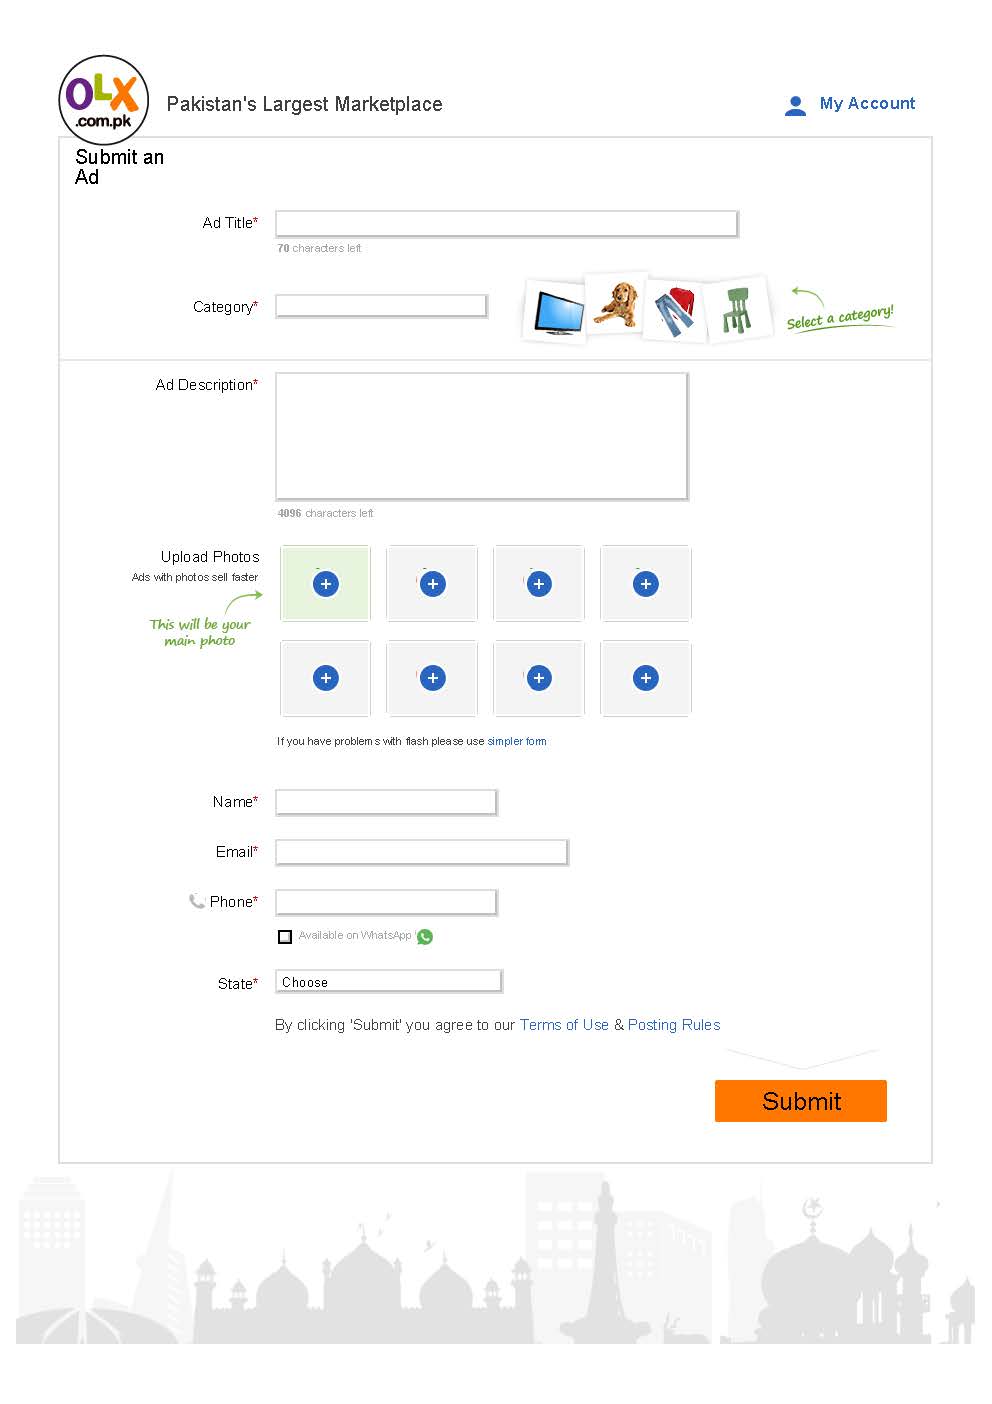 OLX
.com.pk
Pakistan's Largest Marketplace
My Account
Submit an
Ad
Ad Title*
70 characters left
Category*
Select a category!
Ad Description*
4096 characters left
Upload Photos
Ads with photos sell faster
This will be your
main photo
If you have problems with flash please use simpler form
Name*
Email*
Phone*
Available on WhatsApp
State*
Choose
By clicking 'Submit' you agree to our Terms of Use & Posting Rules
Submit